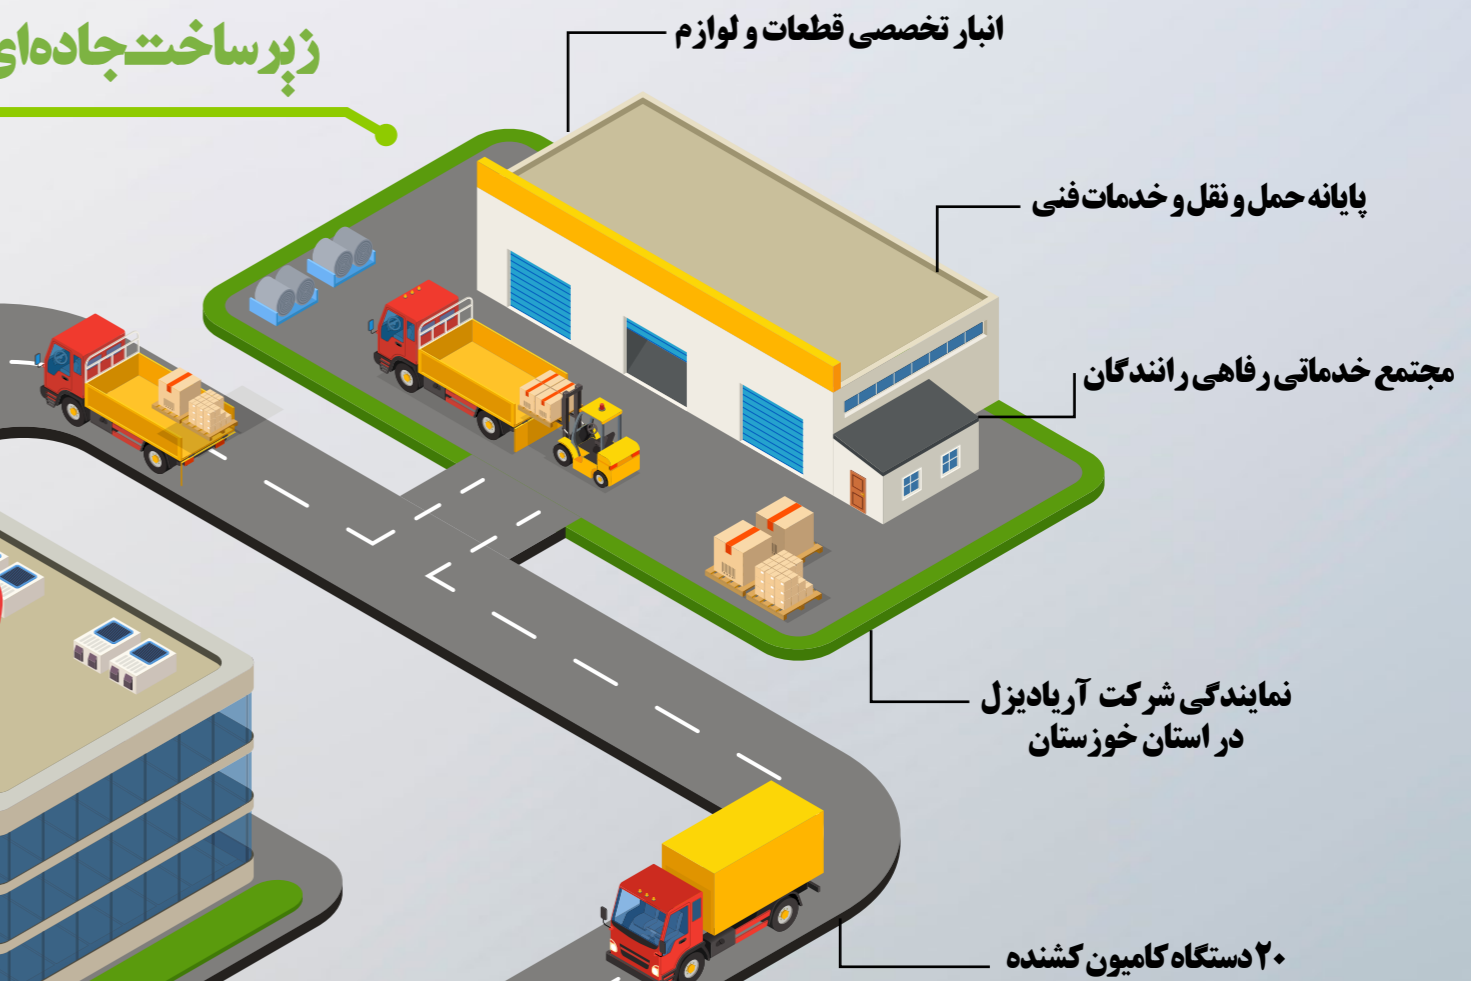 زیرساخت جاده‌ای
انبار تخصصی قطعات و لوازم
پایانه حمل و نقل و خدمات فنی
مجتمع خدماتی رفاهی رانندگان
نمایندگی شرکت آریادیزل
در استان خوزستان
۲۰ دستگاه کامیون کشنده